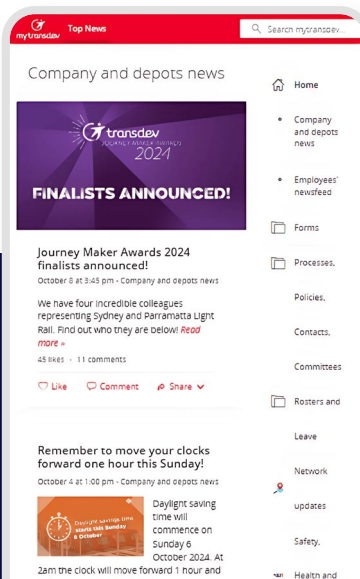 mytransdev
Top News
Search mytransdev...
Company and depots news
transdev
JOURNEY MAKER AWARDS
2024
FINALISTS ANNOUNCED!
Journey Maker Awards 2024
finalists announced!
October 8 at 3:45 pm - Company and depots news
We have four incredible colleagues
representing Sydney and Parramatta Light
Rail. Find out who they are below! Read
more »
45 likes - 11 comments
Like
Comment
Share
Remember to move your clocks
forward one hour this Sunday!
October 4 at 1:00 pm - Company and depots news
Daylight saving time
starts this Sunday
6 October
Daylight saving
time will
commence on
Sunday 6
October 2024. At
2am the clock will move forward 1 hour and
Home
Company
and depots
news
Employees'
newsfeed
Forms
Processes,
Policies,
Contacts,
Committees
Rosters and
Leave
Network
updates
Safety,
Health and